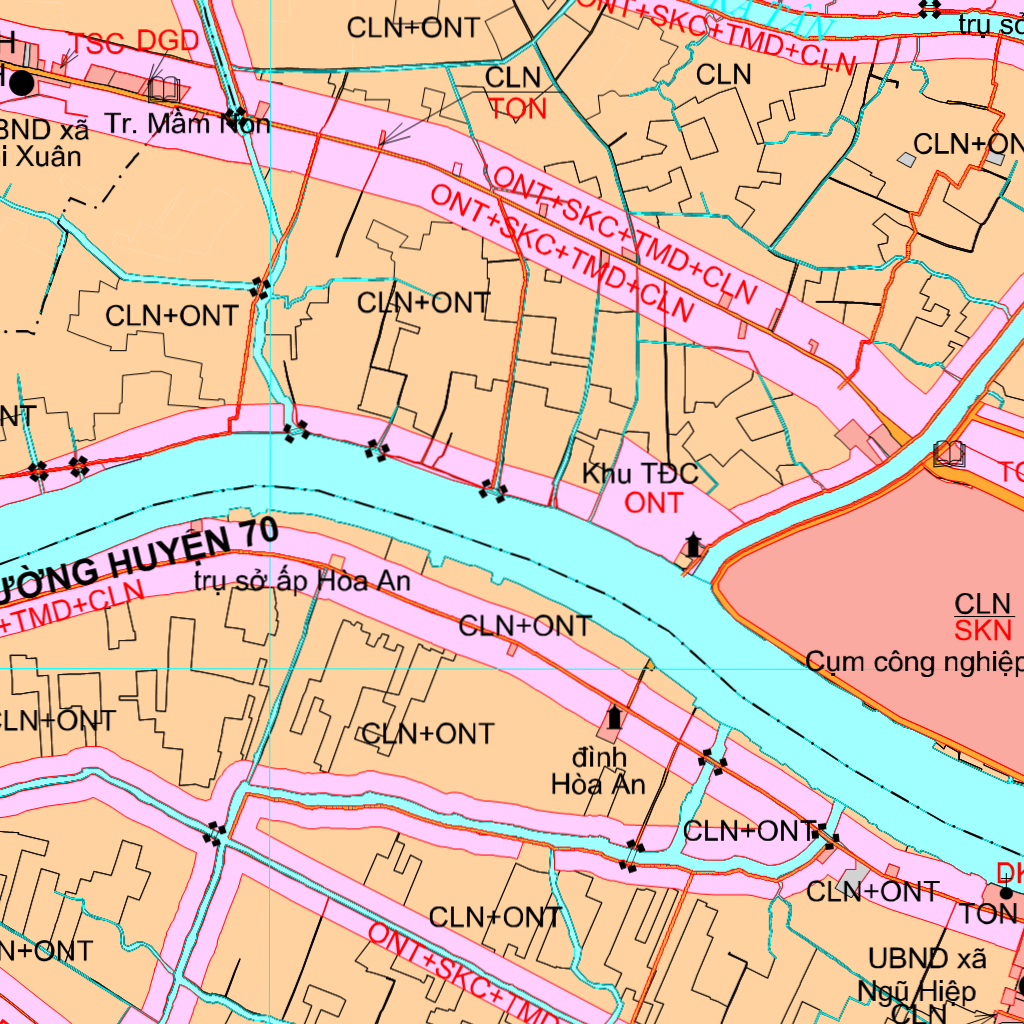 CLN+ONT
ONT+SKC+TMD+CLN
trụ sở
TSC DGD
CLN
TON
CLN
Tr. Mầm Non
BND xã
i Xuân
CLN+ON
ONT+SKC+TMD+CLN
ONT+SKC+TMD+CLN
CLN+ONT
CLN+ONT
NT
Khu TĐC
ONT
ƯỜNG HUYỆN 70
+TMD+CLN
trụ sở ấp Hòa An
CLN
SKN
CLN+ONT
Cụm công nghiệp
CLN+ONT
CLN+ONT
đình
Hòa An
CLN+ONT
CLN+ONT
DK
TON
CLN+ONT
ONT+SKC+TMD
N+ONT
UBND xã
Ngũ Hiệp
CLN